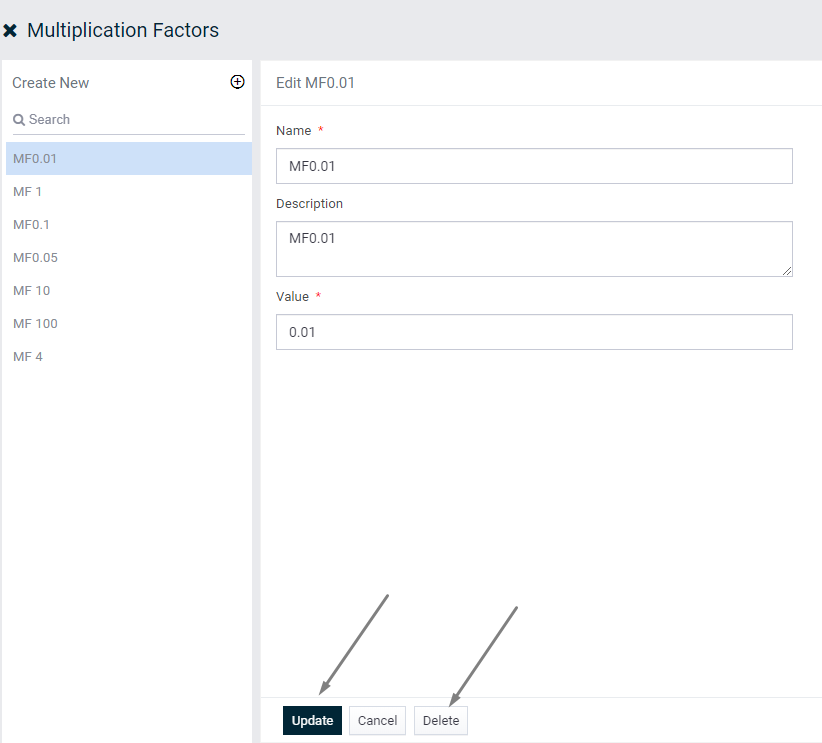 Multiplication Factors
Create New
Search
MF0.01
MF 1
MF0.1
MF0.05
MF 10
MF 100
MF 4
Edit MF0.01
Name *
MF0.01
Description
MF0.01
Value *
0.01
Update Cancel Delete